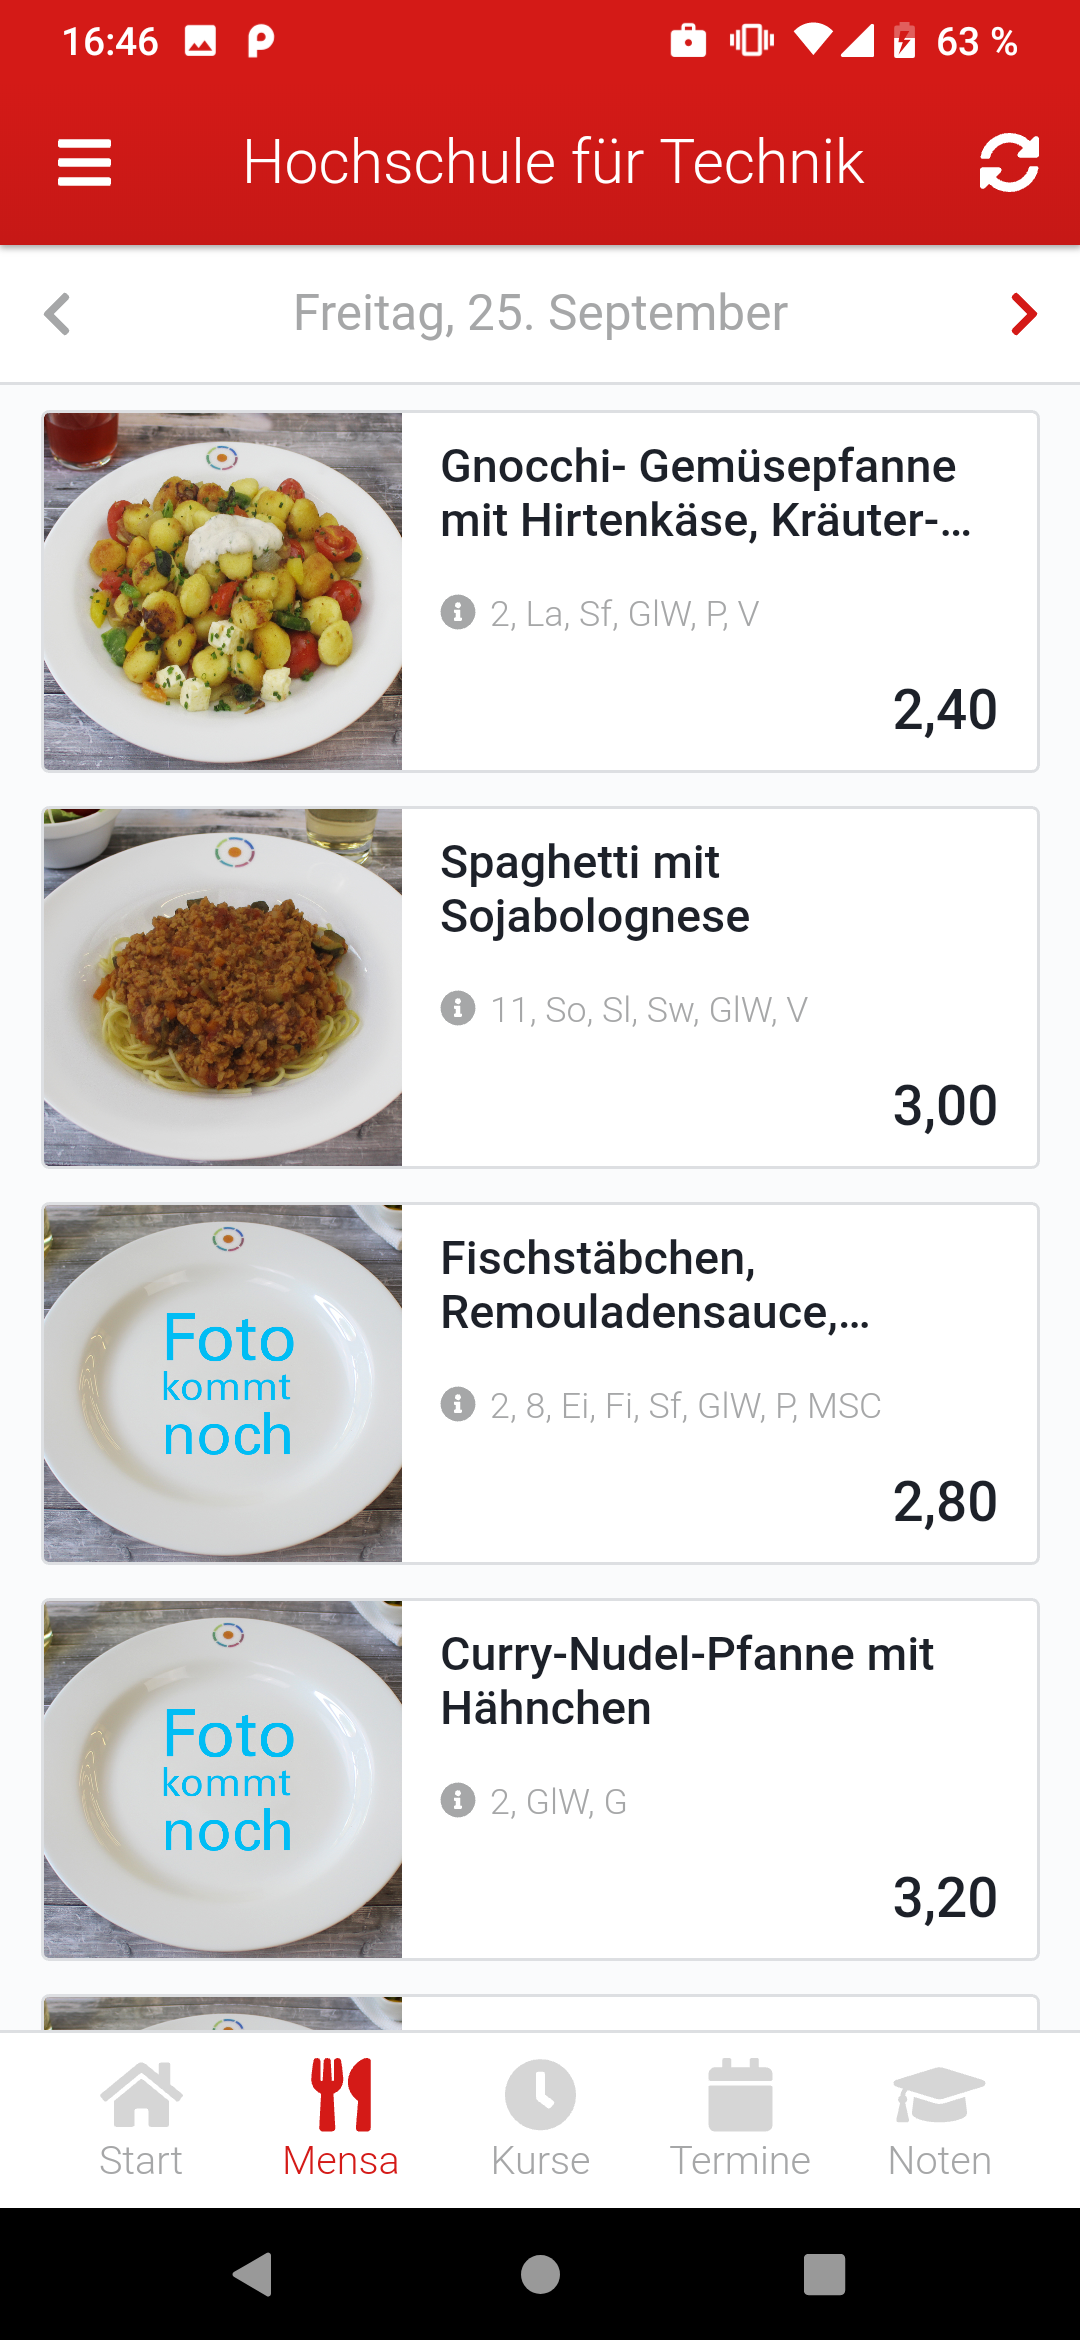 16:46
63 %
Hochschule für Technik
Freitag, 25. September
Gnocchi- Gemüsepfanne
mit Hirtenkäse, Kräuter-...
2, La, Sf, GlW, P, V
2,40
Spaghetti mit
Sojabolognese
11, So, Sl, Sw, GlW, V
3,00
Fischstäbchen,
Remouladensauce,...
Foto
kommt
noch
2, 8, Ei, Fi, Sf, GlW, P, MSC
2,80
Curry-Nudel-Pfanne mit
Hähnchen
Foto
kommt
noch
2, GlW, G
3,20
Start
Mensa
Kurse
Termine
Noten